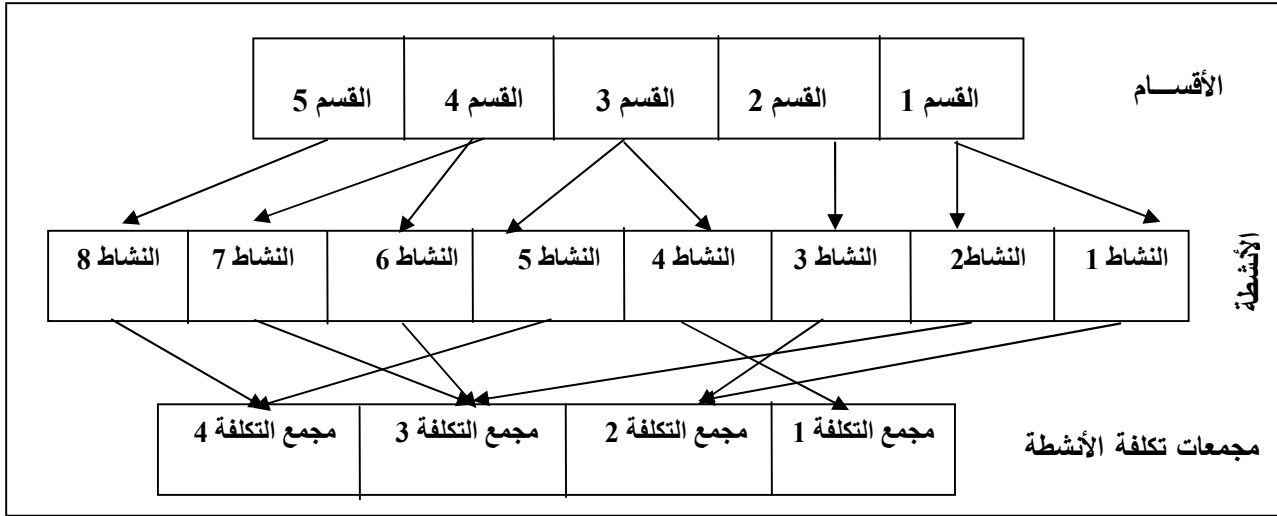 الأقســـام
القسم 1 القسم 2 القسم 3 القسم 4 القسم 5
الأنشطة
النشاط 1 النشاط2 النشاط 3 النشاط 4 النشاط 5 النشاط 6 النشاط 7 النشاط 8
مجمعات تكلفة الأنشطة
مجمع التكلفة 1 مجمع التكلفة 2 مجمع التكلفة 3 مجمع التكلفة 4